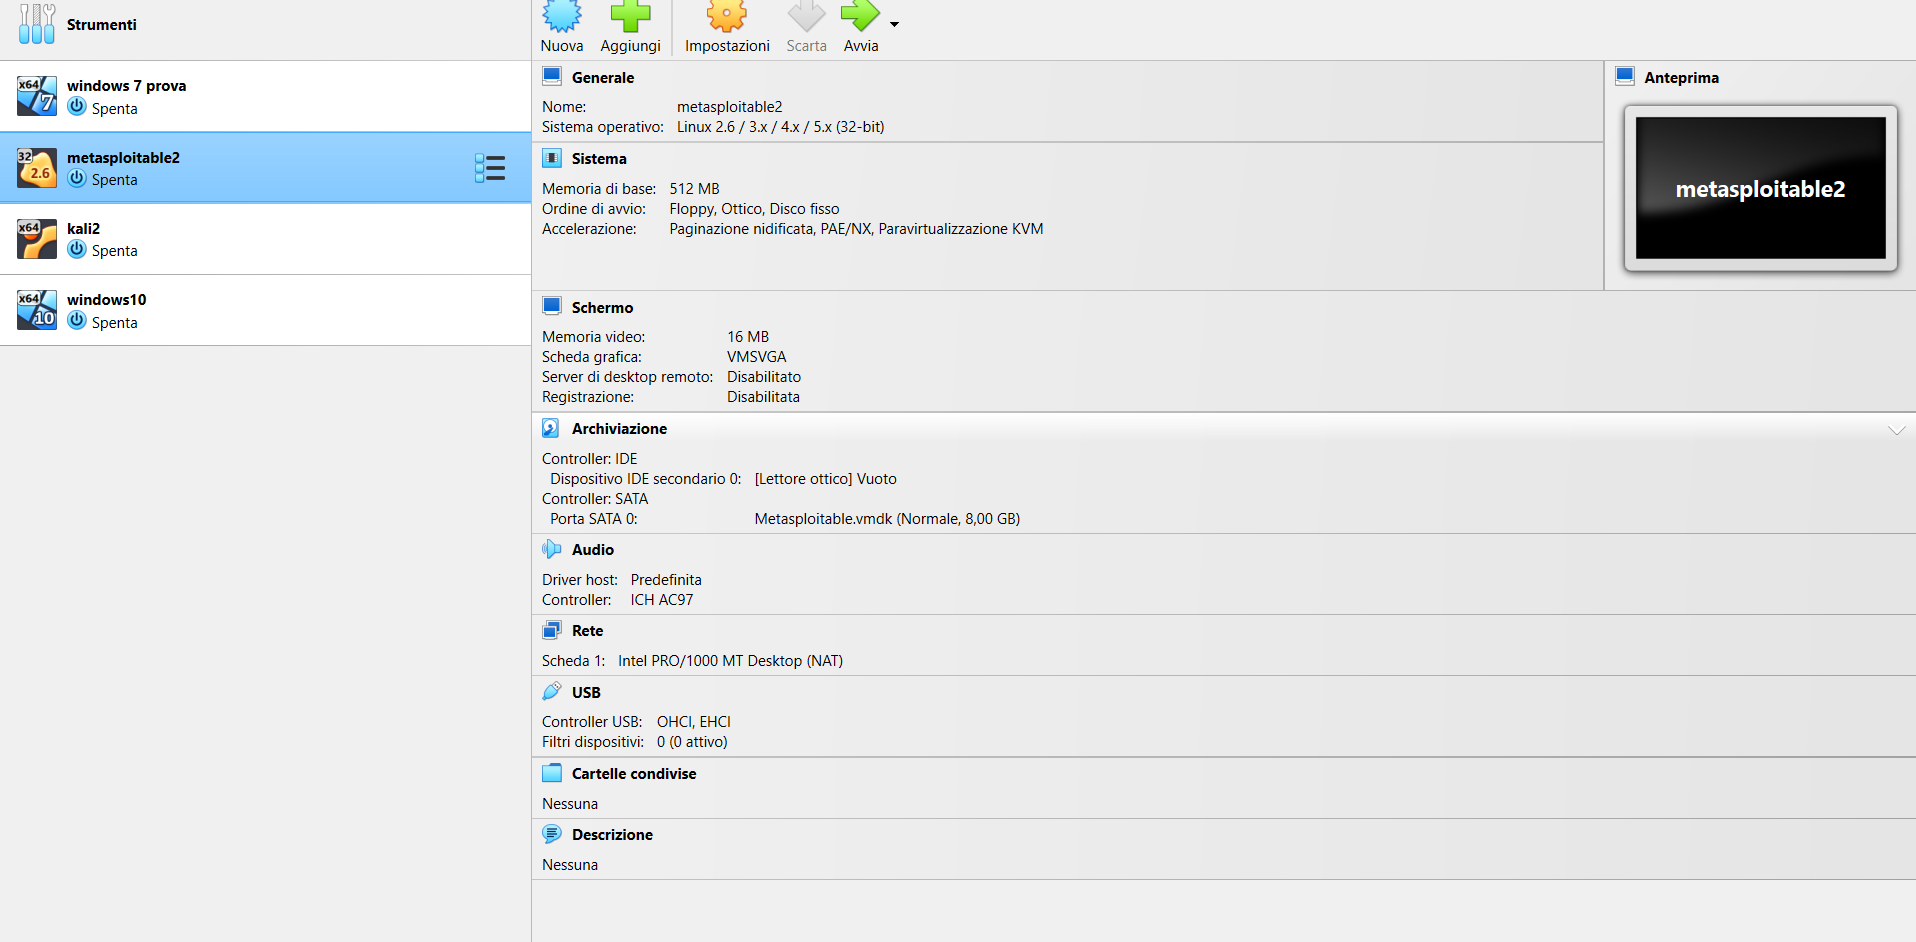 Strumenti
x64 7
windows 7 prova
Spenta
32 2.6
metasploitable2
Spenta
x64
kali2
Spenta
x64 10
windows10
Spenta
Nuova Aggiungi Impostazioni Scarta Avvia
Generale
Nome: metasploitable2
Sistema operativo: Linux 2.6 / 3.x / 4.x / 5.x (32-bit)
Anteprima
metasploitable2
Sistema
Memoria di base: 512 MB
Ordine di avvio: Floppy, Ottico, Disco fisso
Accelerazione: Paginazione nidificata, PAE/NX, Paravirtualizzazione KVM
Schermo
Memoria video: 16 MB
Scheda grafica: VMSVGA
Server di desktop remoto: Disabilitato
Registrazione: Disabilitata
Archiviazione
Controller: IDE
Dispositivo IDE secondario 0: [Lettore ottico] Vuoto
Controller: SATA
Porta SATA 0: Metasploitable.vmdk (Normale, 8,00 GB)
Audio
Driver host: Predefinita
Controller: ICH AC97
Rete
Scheda 1: Intel PRO/1000 MT Desktop (NAT)
USB
Controller USB: OHCI, EHCI
Filtri dispositivi: 0 (0 attivo)
Cartelle condivise
Nessuna
Descrizione
Nessuna